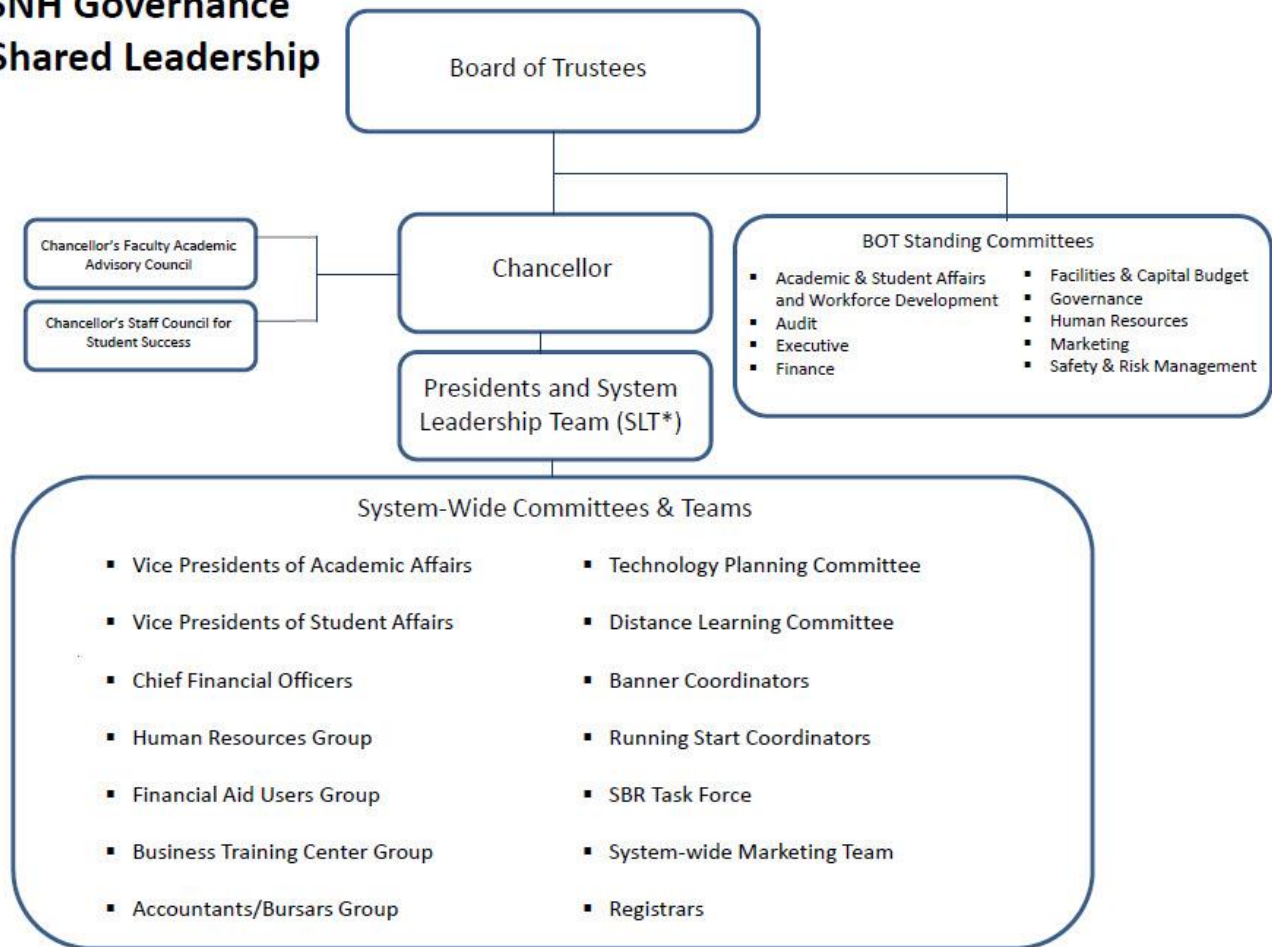 SNH Governance
Shared Leadership
Board of Trustees
Chancellor's Faculty Academic
Advisory Council
Chancellor's Staff Council for
Student Success
Chancellor
BOT Standing Committees
▪ Academic & Student Affairs
and Workforce Development
▪ Audit
▪ Executive
▪ Finance
▪ Facilities & Capital Budget
▪ Governance
▪ Human Resources
▪ Marketing
▪ Safety & Risk Management
Presidents and System
Leadership Team (SLT*)
System-Wide Committees & Teams
▪ Vice Presidents of Academic Affairs
▪ Vice Presidents of Student Affairs
▪ Chief Financial Officers
▪ Human Resources Group
▪ Financial Aid Users Group
▪ Business Training Center Group
▪ Accountants/Bursars Group
▪ Technology Planning Committee
▪ Distance Learning Committee
▪ Banner Coordinators
▪ Running Start Coordinators
▪ SBR Task Force
▪ System-wide Marketing Team
▪ Registrars